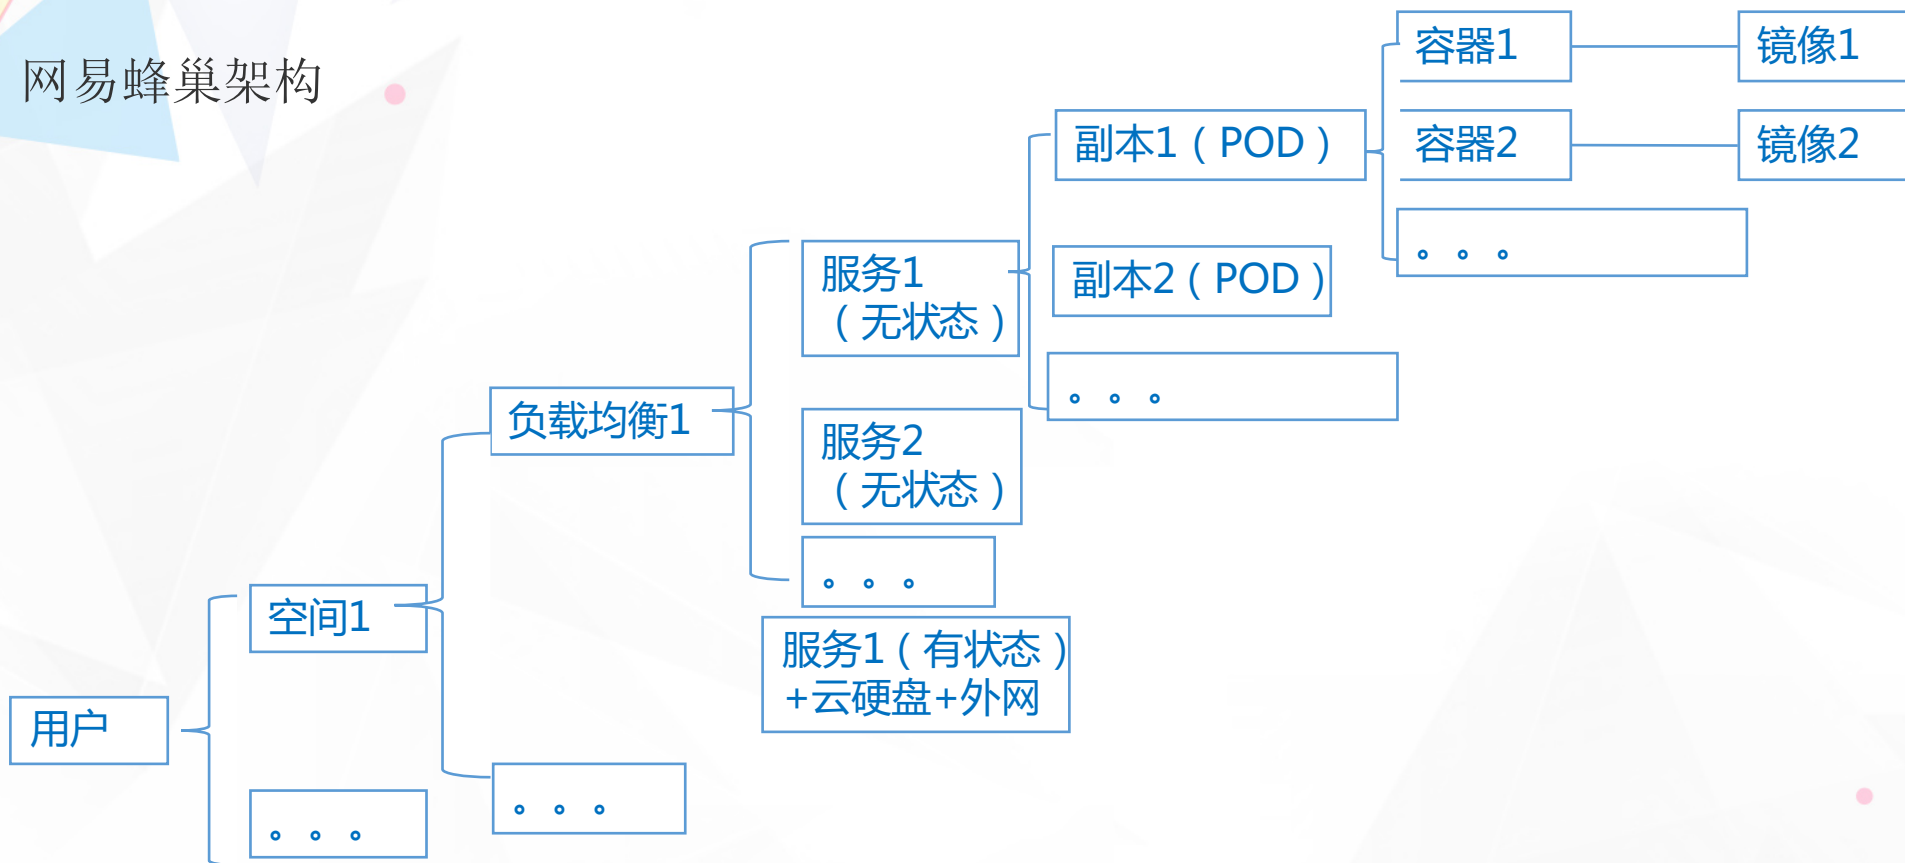 网易蜂巢架构
容器1
镜像1
副本1（POD）
容器2
镜像2
。。。
服务1
（无状态）
副本2（POD）
。。。
负载均衡1
服务2
（无状态）
。。。
空间1
服务1（有状态）
+云硬盘+外网
用户
。。。
。。。